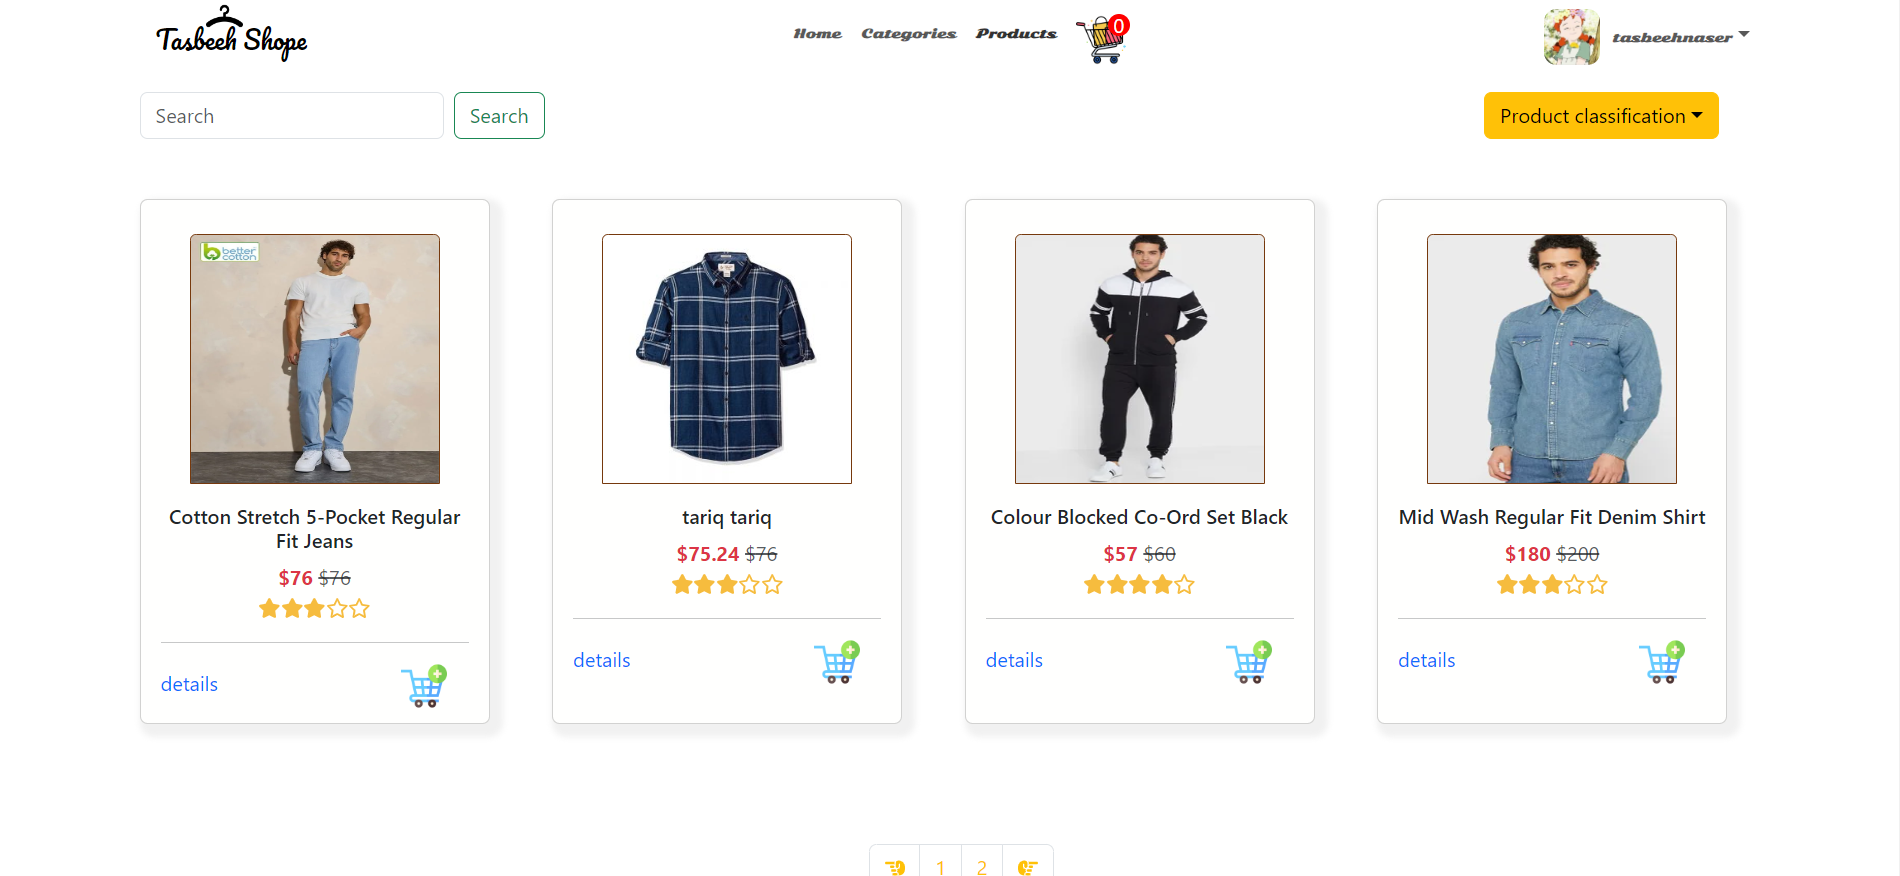 Tasbeeh Shope
Home Categories Products 0
tasbeehnaser
Search Search
Product classification
better cotton
Cotton Stretch 5-Pocket Regular
Fit Jeans
$76 $76
details
tariq tariq
$75.24 $76
details
Colour Blocked Co-Ord Set Black
$57 $60
details
Mid Wash Regular Fit Denim Shirt
$180 $200
details
1 2